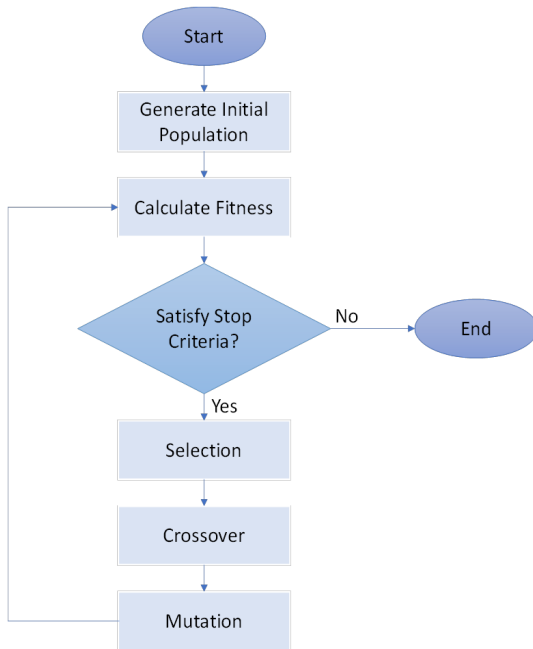 Start
Generate Initial
Population
Calculate Fitness
Satisfy Stop
Criteria?
No
End
Yes
Selection
Crossover
Mutation